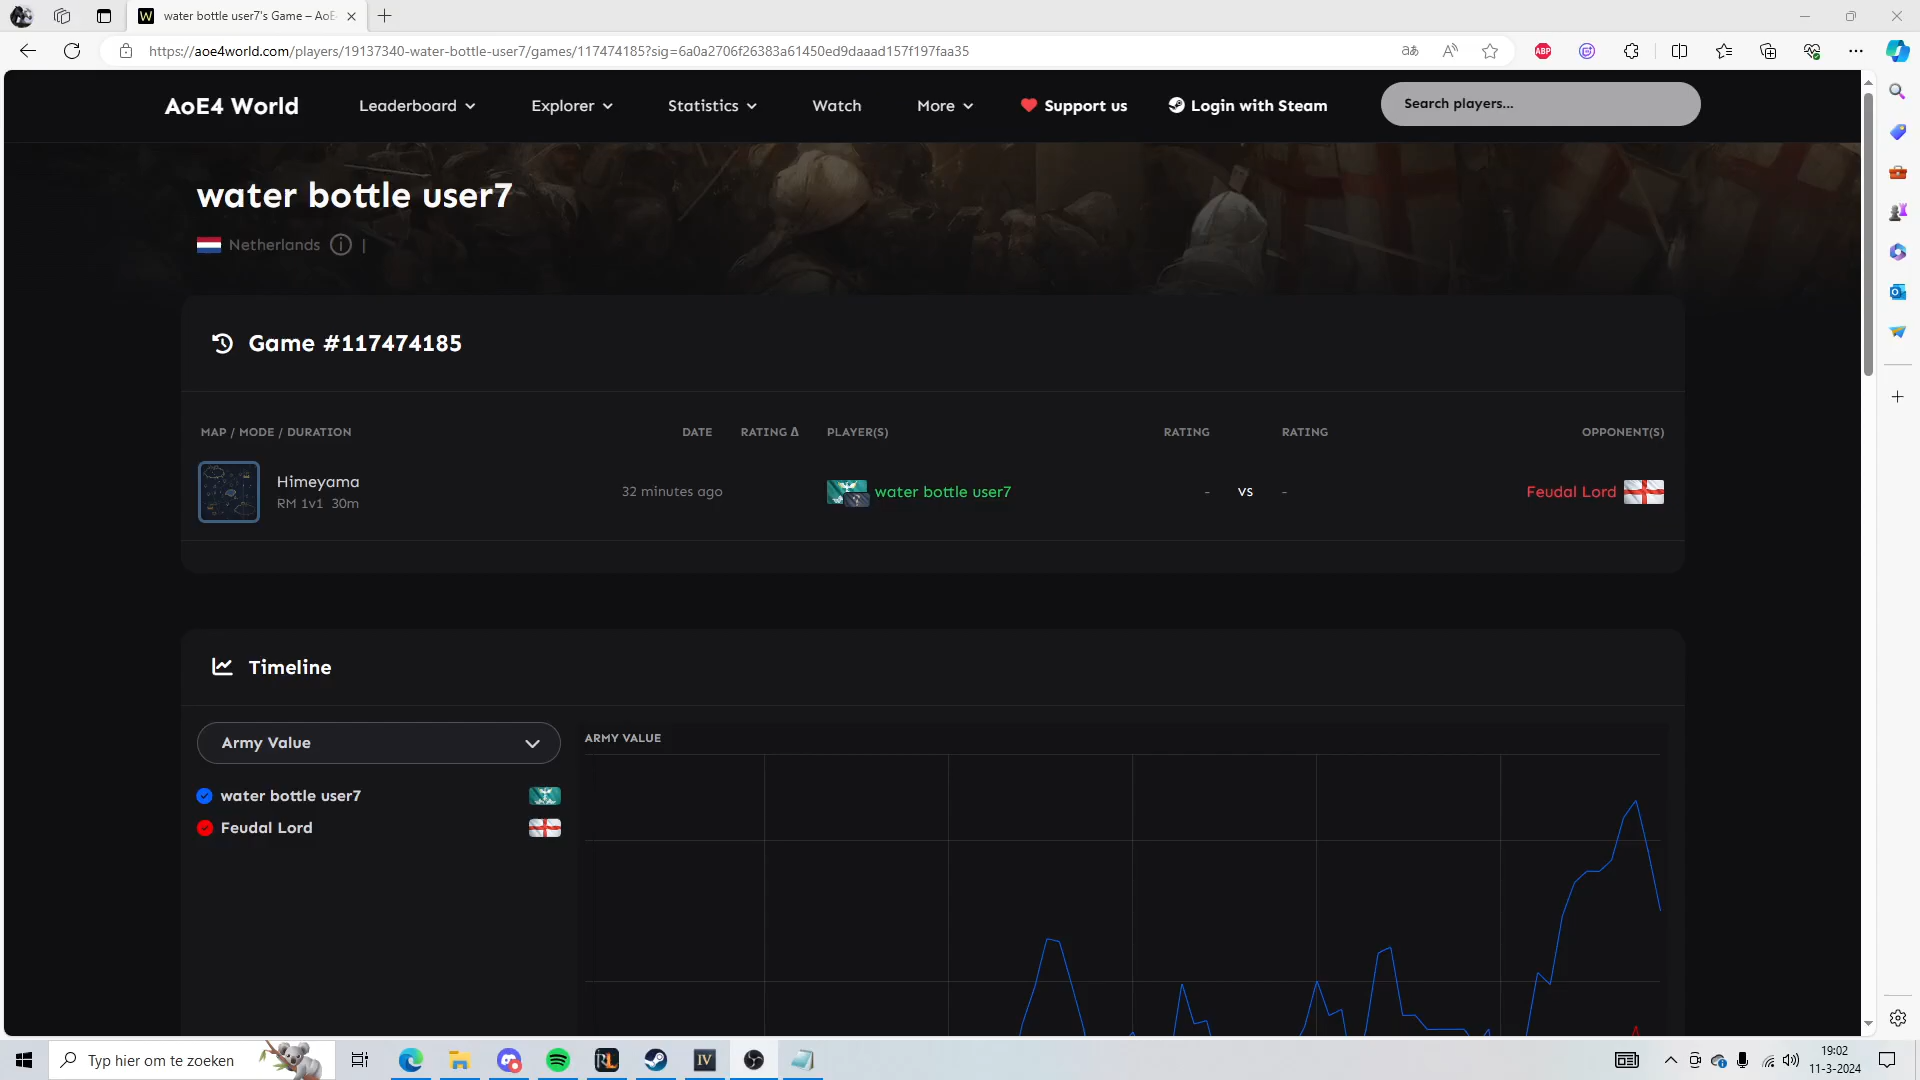 water bottle user7's Game – AoE
https://aoe4world.com/players/19137340-water-bottle-user7/games/117474185?sig=6a0a2706f26383a61450ed9daaad157f197faa35
ABP
AoE4 World
Leaderboard
Explorer
Statistics
Watch
More
Support us
Login with Steam
Search players...
water bottle user7
Netherlands |
Game #117474185
MAP / MODE / DURATION
DATE
RATING Δ
PLAYER(S)
RATING
RATING
OPPONENT(S)
Himeyama
RM 1v1 30m
32 minutes ago
water bottle user7
-
vs
-
Feudal Lord
Timeline
Army Value
ARMY VALUE
water bottle user7
Feudal Lord
Typ hier om te zoeken
RL
IV
19:02
11-3-2024